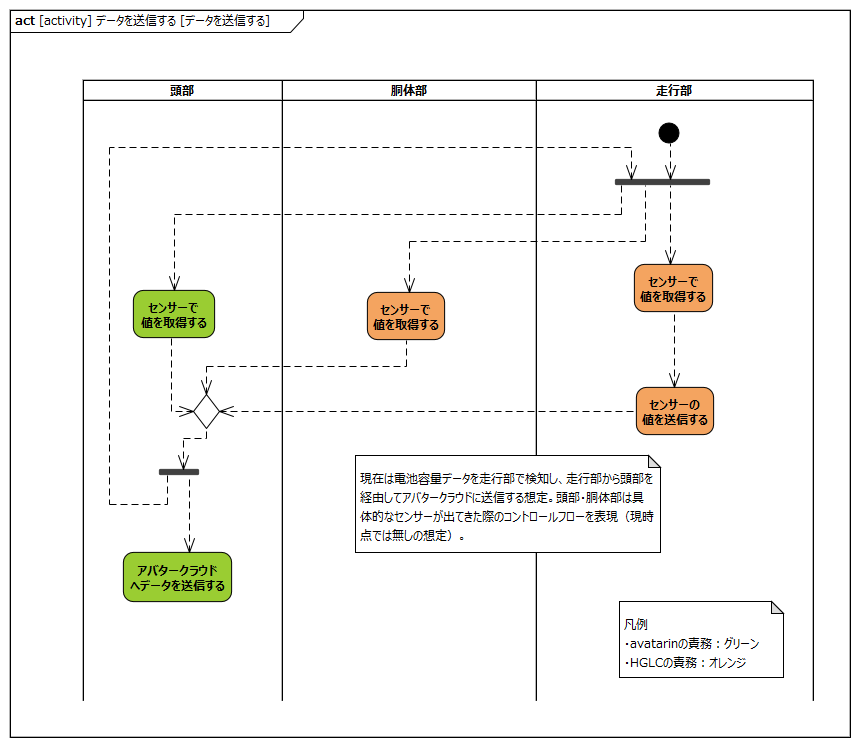 act [activity] データを送信する [データを送信する]
頭部
胴体部
走行部
センサーで
値を取得する
センサーで
値を取得する
センサーで
値を取得する
センサーの
値を送信する
現在は電池容量データを走行部で検知し、走行部から頭部を
経由してアバタークラウドに送信する想定。頭部・胴体部は具
体的なセンサーが出てきた際のコントロールフローを表現（現時
点では無しの想定）。
アバタークラウド
へデータを送信する
凡例
・avatarinの責務：グリーン
・HGLCの責務：オレンジ